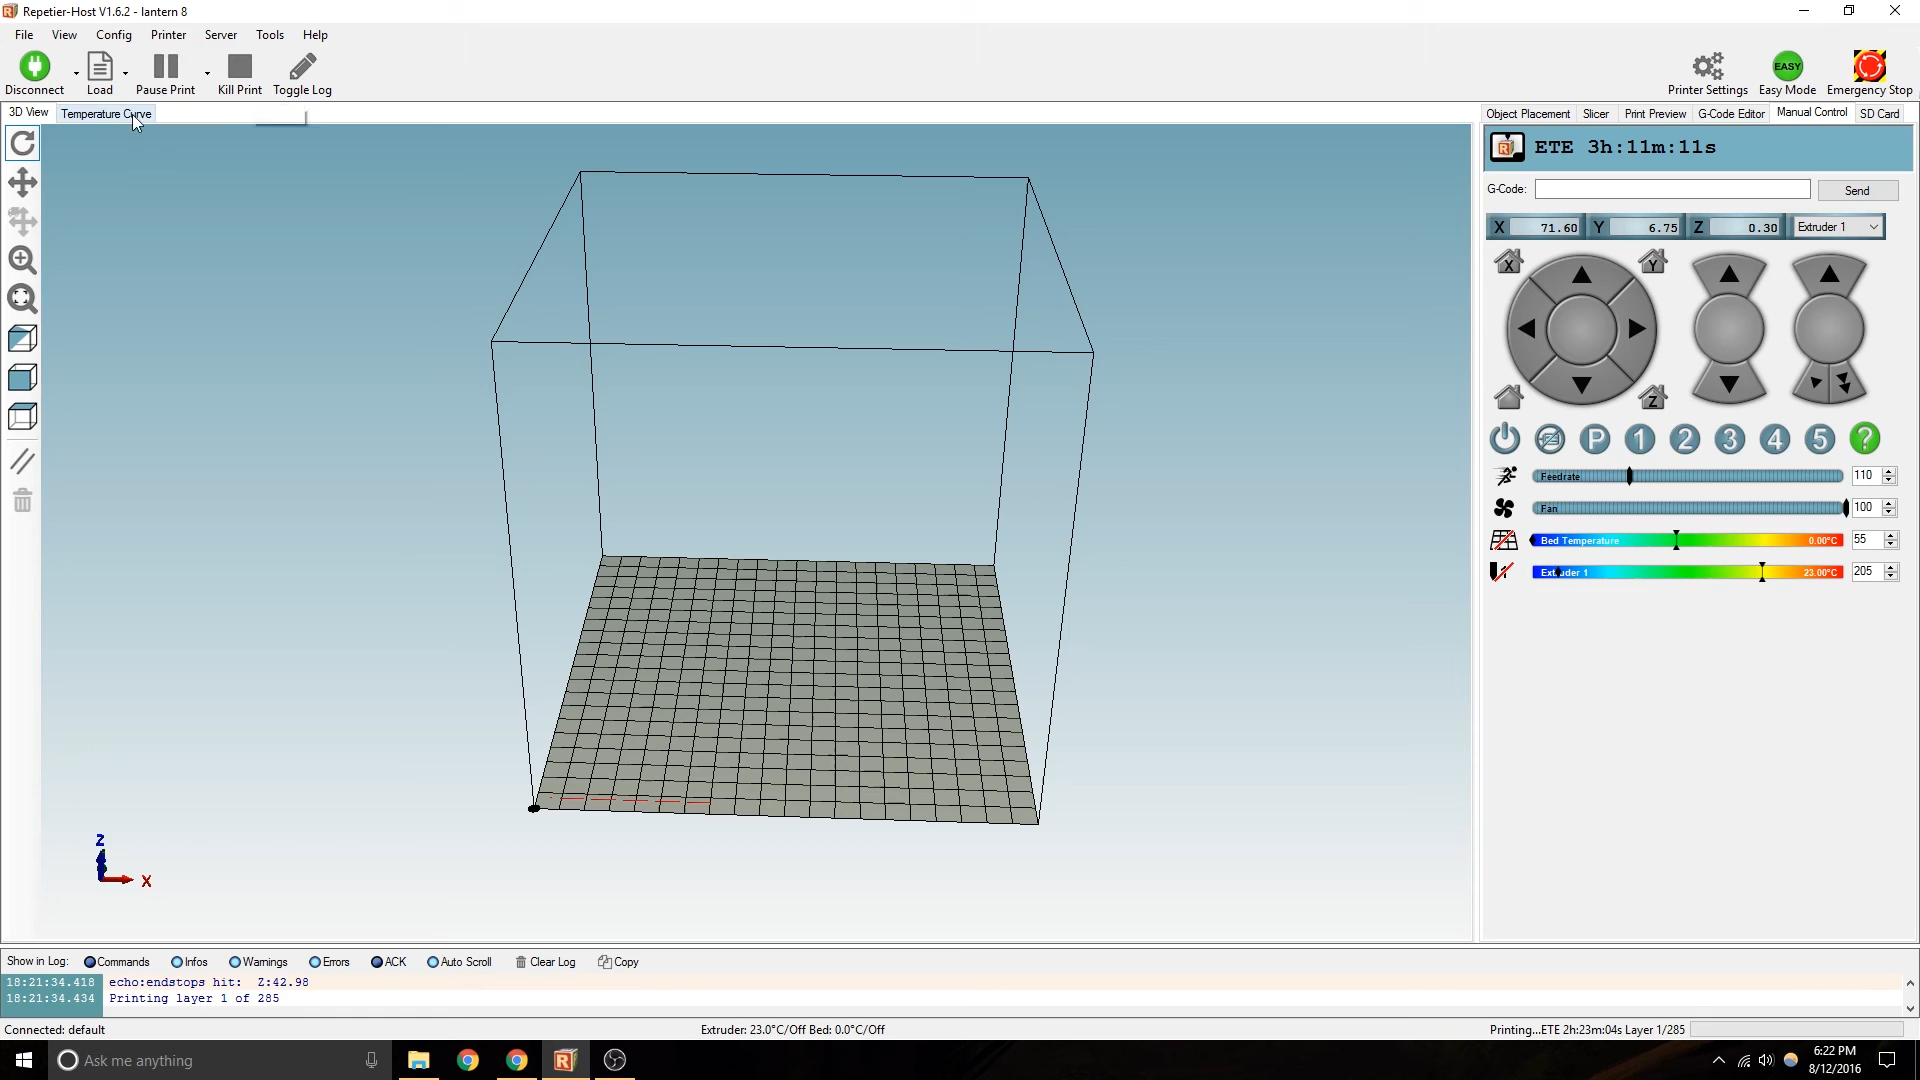 Repetier-Host V1.6.2 - lantern 8
File View Config Printer Server Tools Help
Disconnect Load Pause Print Kill Print Toggle Log
Printer Settings EASY Easy Mode Emergency Stop
3D View Temperature Curve
Object Placement Slicer Print Preview G-Code Editor Manual Control SD Card
ETE 3h:11m:11s
G-Code: Send
X 71.60 Y 6.75 Z 0.30 Extruder 1
X Y
Z
P 1 2 3 4 5 ?
Feedrate 110
Fan 100
Bed Temperature 0.00°C 55
Extruder 1 23.00°C 205
Z
X
Show in Log: Commands Infos Warnings Errors ACK Auto Scroll Clear Log Copy
18:21:34.418 echo:endstops hit: Z:42.98
18:21:34.434 Printing layer 1 of 285
Connected: default Extruder: 23.0°C/Off Bed: 0.0°C/Off Printing...ETE 2h:23m:04s Layer 1/285
Ask me anything
6:22 PM
8/12/2016